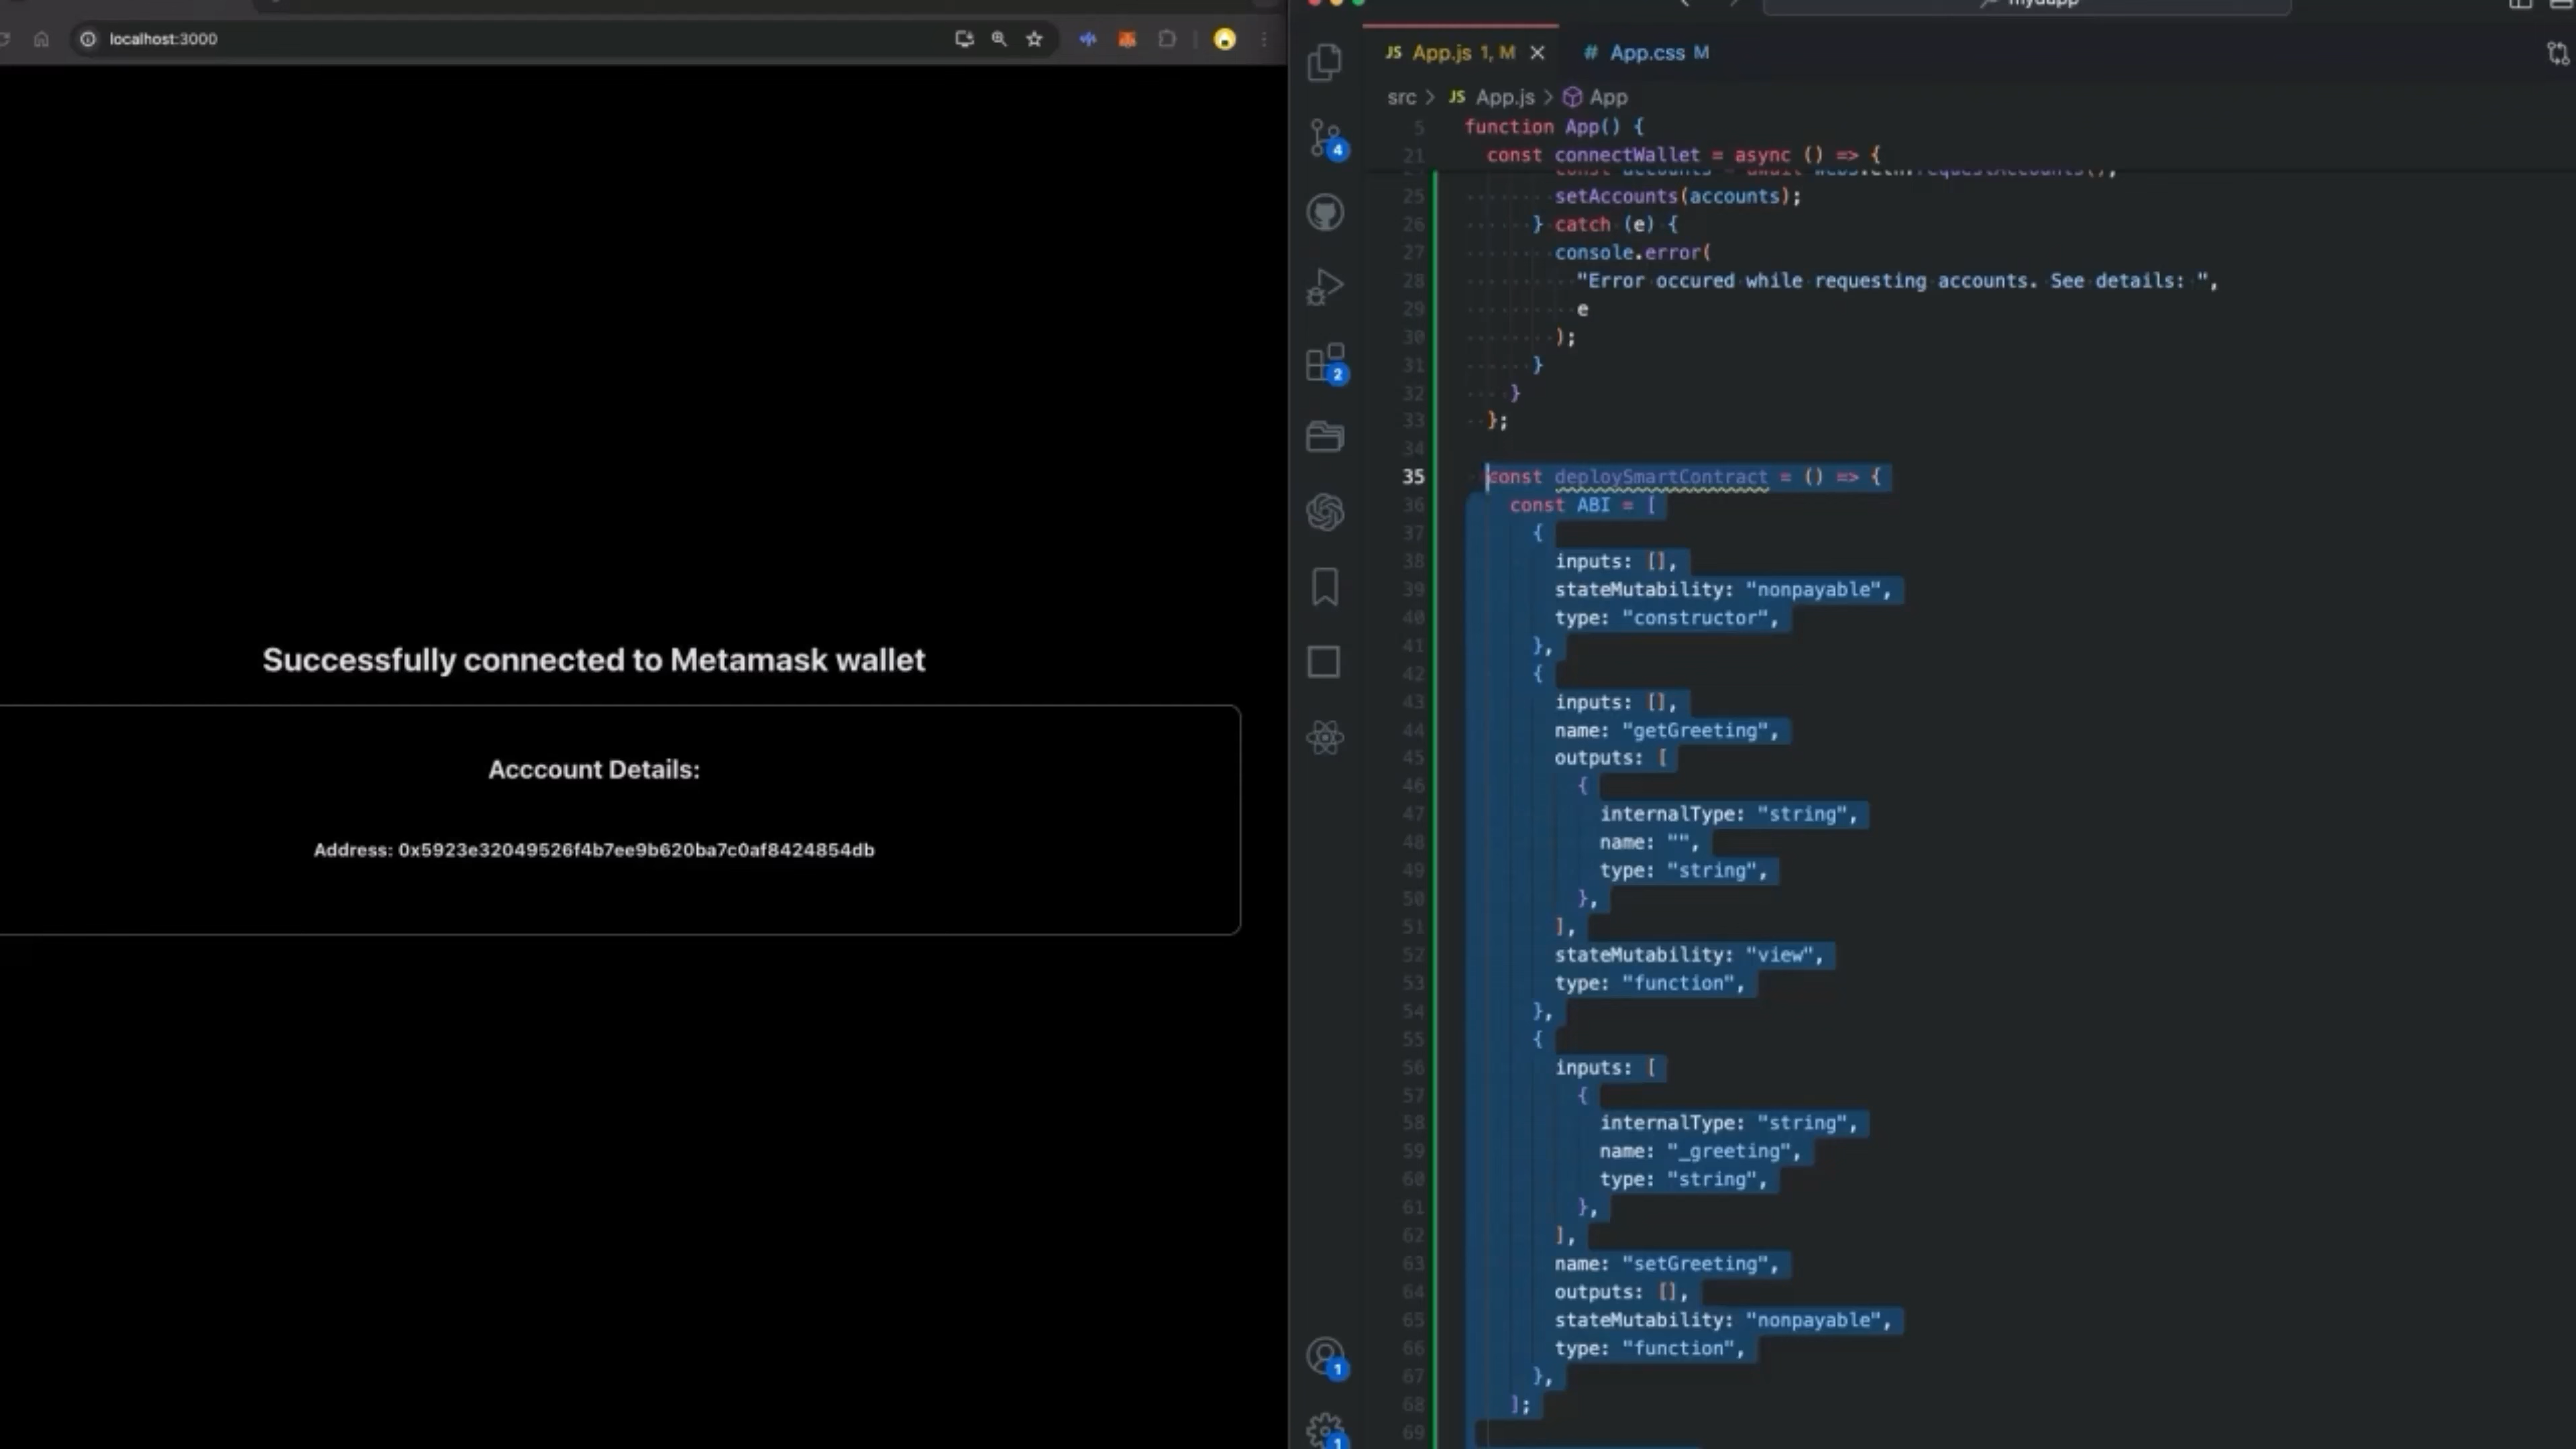 localhost:3000
Successfully connected to Metamask wallet
Acccount Details:
Address: 0x5923e32049526f4b7ee9b620ba7c0af8424854db
mydapp
JS App.js 1, M
# App.css M
src > JS App.js > App
4
2
1
1
5 function App() {
21 const connectWallet = async () => {
25 setAccounts(accounts);
26 } catch (e) {
27 console.error(
28 "Error occured while requesting accounts. See details: ",
29 e
30 );
31 }
32 }
33 };
34
35 const deploySmartContract = () => {
36 const ABI = [
37 {
38 inputs: [],
39 stateMutability: "nonpayable",
40 type: "constructor",
41 },
42 {
43 inputs: [],
44 name: "getGreeting",
45 outputs: [
46 {
47 internalType: "string",
48 name: "",
49 type: "string",
50 },
51 ],
52 stateMutability: "view",
53 type: "function",
54 },
55 {
56 inputs: [
57 {
58 internalType: "string",
59 name: "_greeting",
60 type: "string",
61 },
62 ],
63 name: "setGreeting",
64 outputs: [],
65 stateMutability: "nonpayable",
66 type: "function",
67 },
68 ];
69